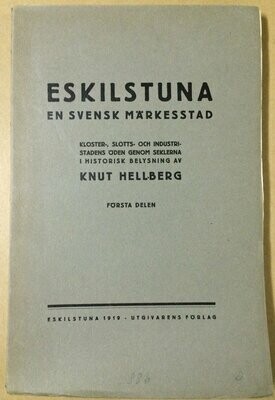 ESKILSTUNA
EN SVENSK MÄRKESSTAD
KLOSTER-, SLOTTS- OCH INDUSTRI-
STADENS ÖDEN GENOM SEKLERNA
I HISTORISK BELYSNING AV
KNUT HELLBERG
FÖRSTA DELEN
ESKILSTUNA 1919 - UTGIVARENS FÖRLAG